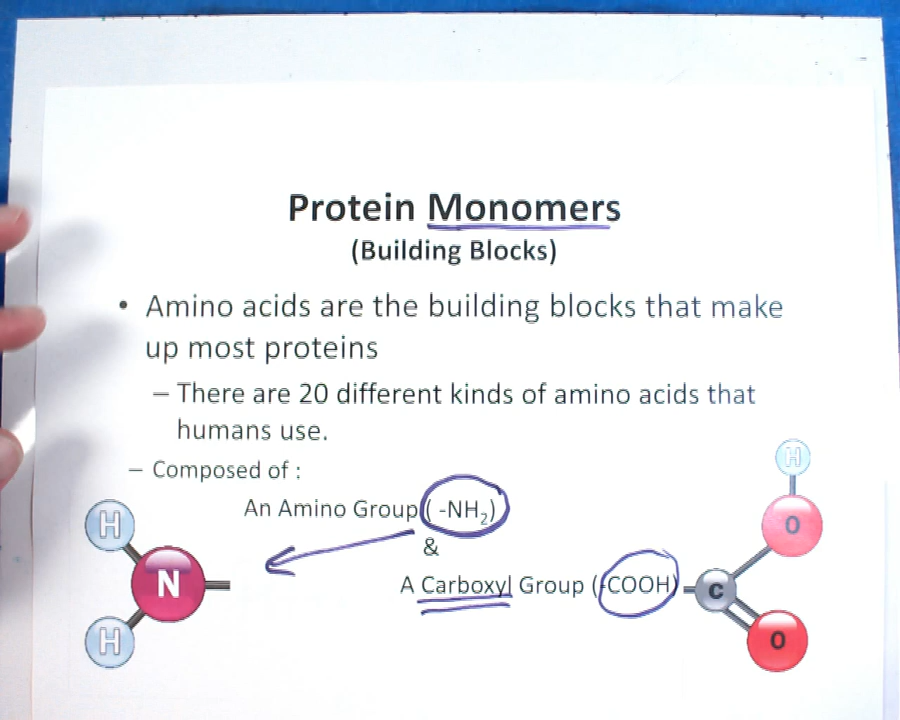 Protein Monomers
(Building Blocks)
• Amino acids are the building blocks that make
up most proteins
– There are 20 different kinds of amino acids that
humans use.
– Composed of :
An Amino Group ( -NH₂)
&
A Carboxyl Group (-COOH)
H
N
H
H
O
C
O